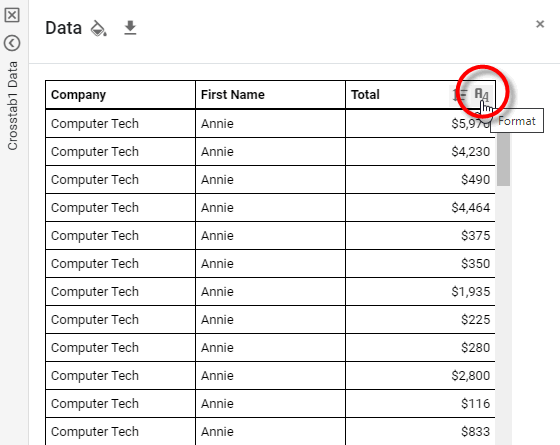 Data
×
Crosstab1 Data
Company First Name Total
Format
Computer Tech Annie $5,970
Computer Tech Annie $4,230
Computer Tech Annie $490
Computer Tech Annie $4,464
Computer Tech Annie $375
Computer Tech Annie $350
Computer Tech Annie $1,935
Computer Tech Annie $225
Computer Tech Annie $280
Computer Tech Annie $2,800
Computer Tech Annie $116
Computer Tech Annie $833